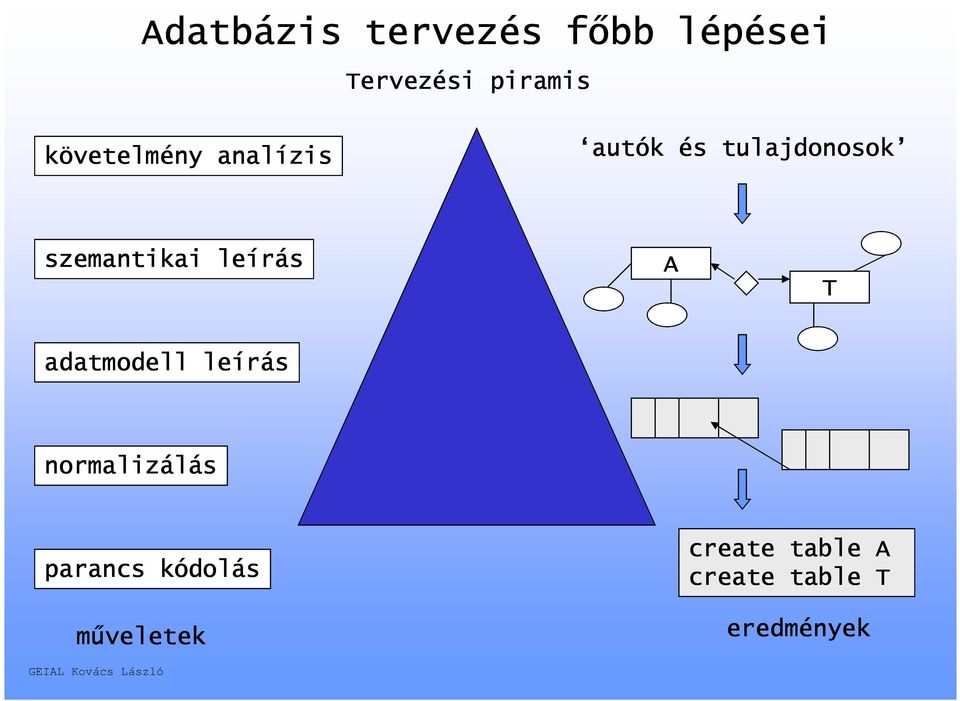 Adatbázis tervezés főbb lépései
Tervezési piramis
követelmény analízis
‘autók és tulajdonosok’
szemantikai leírás
A
T
adatmodell leírás
normalizálás
parancs kódolás
create table A
create table T
műveletek
eredmények
GEIAL Kovács László